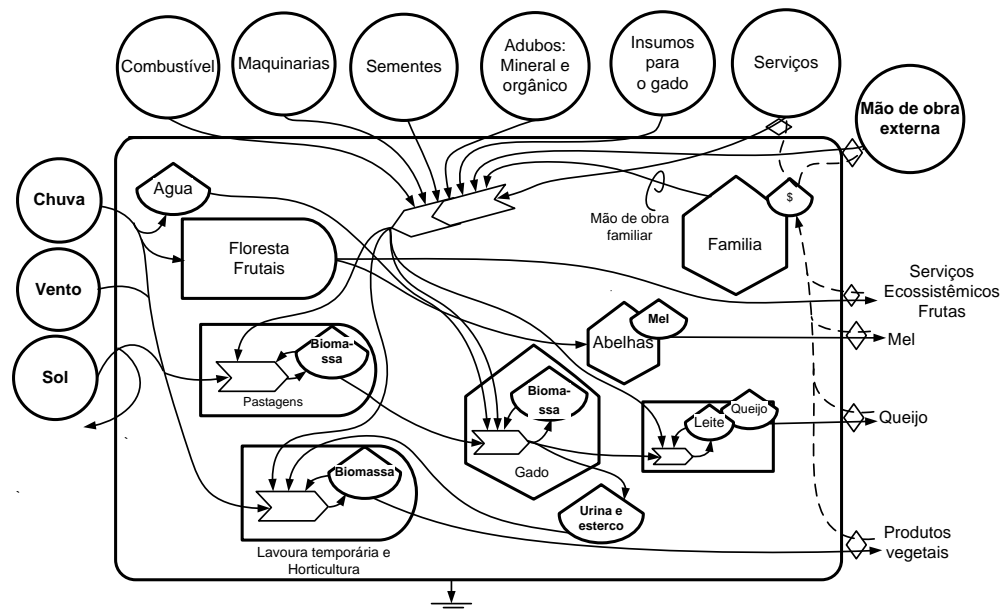 Combustível
Maquinarias
Sementes
Adubos:
Mineral e
orgânico
Insumos
para
o gado
Serviços
Mão de obra
externa
Chuva
Agua
Floresta
Frutais
Mão de obra
familiar
Familia
$
Vento
Serviços
Ecossistêmicos
Frutas
Abelhas
Mel
Mel
Sol
Bioma-
ssa
Pastagens
Bioma-
ssa
Gado
Leite
Queijo
Queijo
Biomassa
Lavoura temporária e
Horticultura
Urina e
esterco
Produtos
vegetais